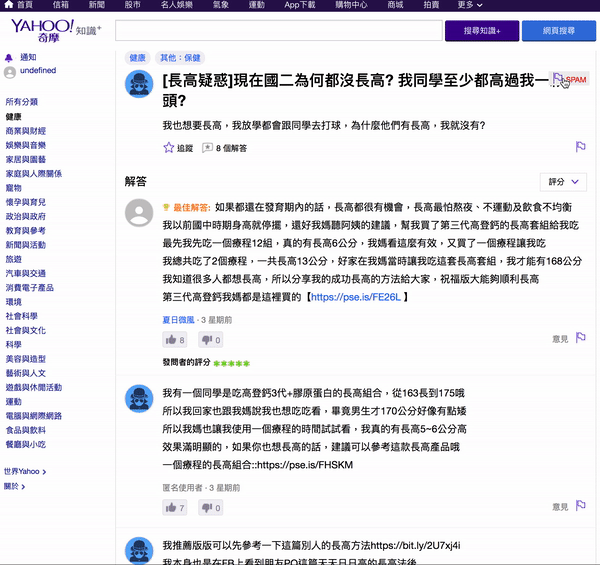 首頁 信箱 新聞 股市 名人娛樂 氣象 運動 App下載 購物中心 商城 拍賣 更多
YAHOO! 奇摩 知識+
搜尋知識+ 網頁搜尋
通知
undefined
所有分類
健康
商業與財經
娛樂與音樂
家居與園藝
家庭與人際關係
寵物
懷孕與育兒
政治與政府
教育與參考
新聞與活動
旅遊
汽車與交通
消費電子產品
環境
社會科學
社會與文化
科學
美容與造型
藝術與人文
遊戲與休閒活動
運動
電腦與網際網路
食品與飲料
餐廳與小吃
世界Yahoo
關於
健康 其他:保健
[長高疑惑]現在國二為何都沒長高? 我同學至少都高過我一
頭?
SPAM
我也想要長高，我放學都會跟同學去打球，為什麼他們有長高，我就沒有?
追蹤 8 個解答
解答
評分
最佳解答: 如果都還在發育期內的話，長高都很有機會，長高最怕熬夜、不運動及飲食不均衡
我以前國中時期身高就停擺，還好我媽聽阿姨的建議，幫我買了第三代高登鈣的長高套組給我吃
最先我先吃一個療程12組，真的有長高6公分，我媽看這麼有效，又買了一個療程讓我吃
我總共吃了2個療程，一共長高13公分，好家在我媽當時讓我吃這套長高套組，我才能有168公分
我知道很多人都想長高，所以分享我的成功長高的方法給大家，祝福版大能夠順利長高
第三代高登鈣我媽都是這裡買的【https://pse.is/FE26L 】
夏日微風 · 3 星期前
8 0 意見
發問者的評分
我有一個同學是吃高登鈣3代+膠原蛋白的長高組合，從163長到175哦
所以我回家也跟我媽說我也想吃吃看，畢竟男生才170公分好像有點矮
所以我媽也讓我使用一個療程的時間試試看，我真的有長高5~6公分高
效果滿明顯的，如果你也想長高的話，建議可以參考這款長高產品哦
一個療程的長高組合::https://pse.is/FHSKM
匿名使用者 · 3 星期前
7 0 意見
我推薦版版可以先參考一下這篇別人的長高方法https://bit.ly/2U7xj4i
我本身也是在FB上看到朋友PO這篇天天日日高的長高法後